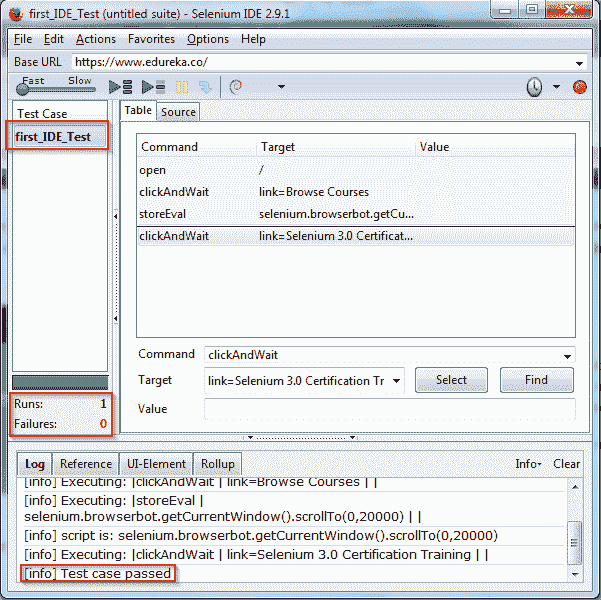 first_IDE_Test (untitled suite) - Selenium IDE 2.9.1
File Edit Actions Favorites Options Help
Base URL https://www.edureka.co/
Fast Slow
Test Case
first_IDE_Test
Runs: 1
Failures: 0
Table Source
Command Target Value
open /
clickAndWait link=Browse Courses
storeEval selenium.browserbot.getCu...
clickAndWait link=Selenium 3.0 Certificat...
Command clickAndWait
Target link=Selenium 3.0 Certification Tr Select Find
Value
Log Reference UI-Element Rollup Info Clear
[info] Executing: |clickAndWait | link=Browse Courses | |
[info] Executing: |storeEval |
selenium.browserbot.getCurrentWindow().scrollTo(0,20000) | |
[info] script is: selenium.browserbot.getCurrentWindow().scrollTo(0,20000)
[info] Executing: |clickAndWait | link=Selenium 3.0 Certification Training | |
[info] Test case passed